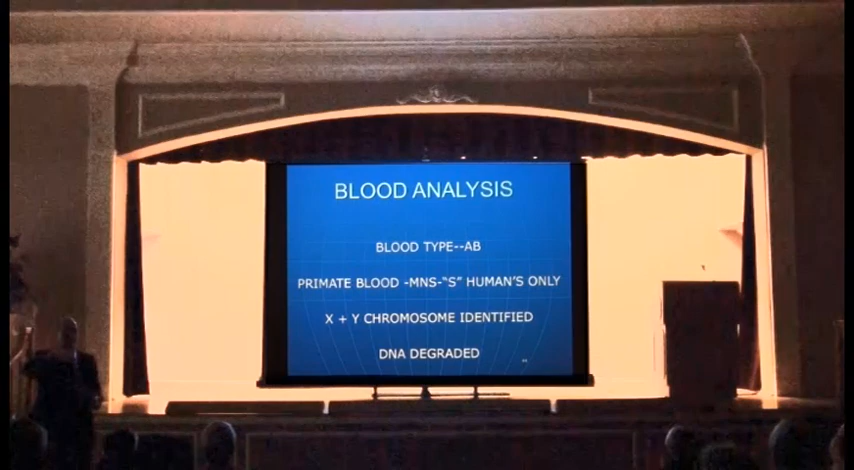 BLOOD ANALYSIS
BLOOD TYPE--AB
PRIMATE BLOOD -MNS-“S” HUMAN’S ONLY
X + Y CHROMOSOME IDENTIFIED
DNA DEGRADED